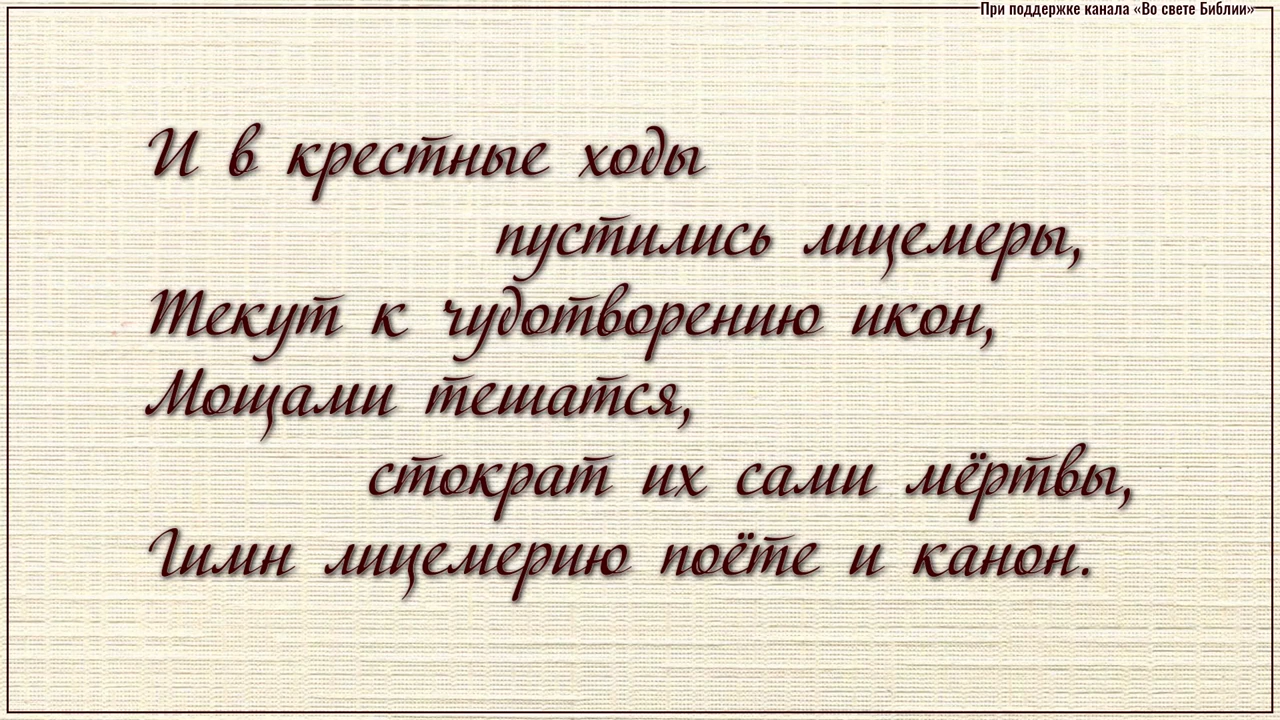 При поддержке канала «Во свете Библии»
И в крестные ходы
пустились лицемеры,
Текут к чудотворению икон,
Мощами тешатся,
стократ их сами мёртвы,
Гимн лицемерию поёте и канон.